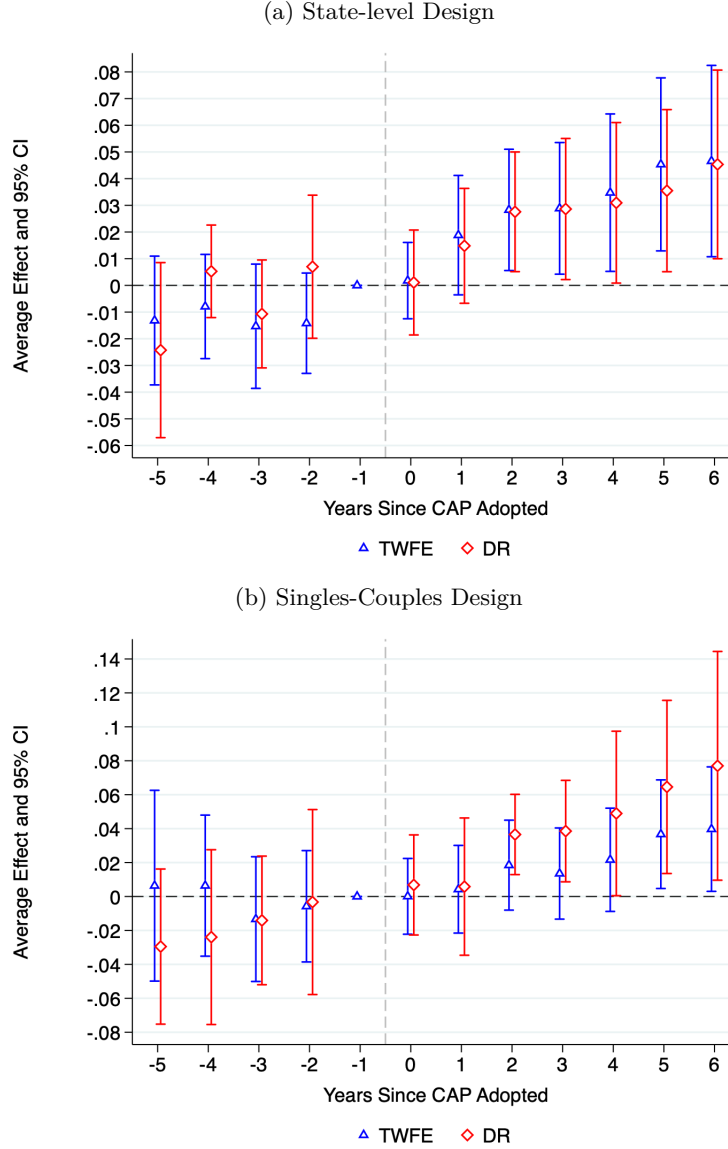 (a) State-level Design
Average Effect and 95% CI
.08
.07
.06
.05
.04
.03
.02
.01
0
-.01
-.02
-.03
-.04
-.05
-.06
-5 -4 -3 -2 -1 0 1 2 3 4 5 6
Years Since CAP Adopted
TWFE DR
(b) Singles-Couples Design
Average Effect and 95% CI
.14
.12
.1
.08
.06
.04
.02
0
-.02
-.04
-.06
-.08
-5 -4 -3 -2 -1 0 1 2 3 4 5 6
Years Since CAP Adopted
TWFE DR